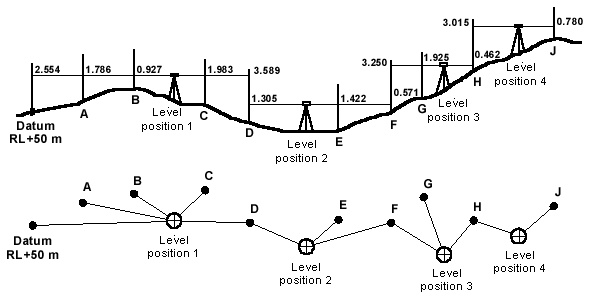 3.015
0.780
2.554
1.786
0.927
1.983
3.589
3.250
1.925
0.462
J
H
Level
position 4
B
A
C
Level
position 1
1.305
1.422
0.571
G
F
Level
position 3
Datum
RL+50 m
D
E
Level
position 2
A
B
C
D
E
F
G
H
J
Datum
RL+50 m
Level
position 1
Level
position 2
Level
position 3
Level
position 4